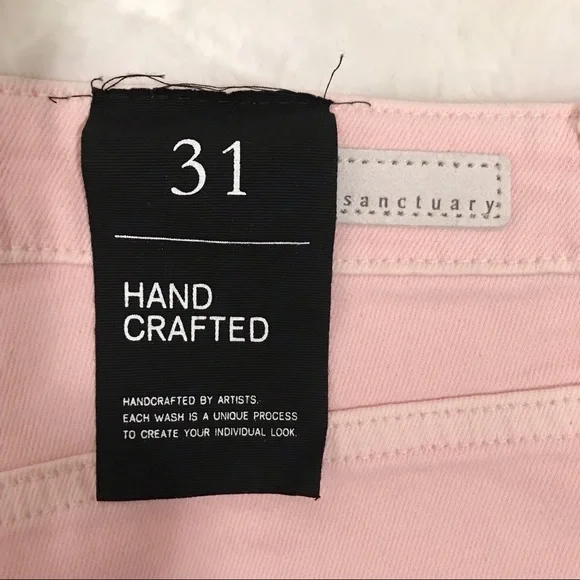 31
sanctuary
HAND
CRAFTED
HANDCRAFTED BY ARTISTS.
EACH WASH IS A UNIQUE PROCESS
TO CREATE YOUR INDIVIDUAL LOOK.